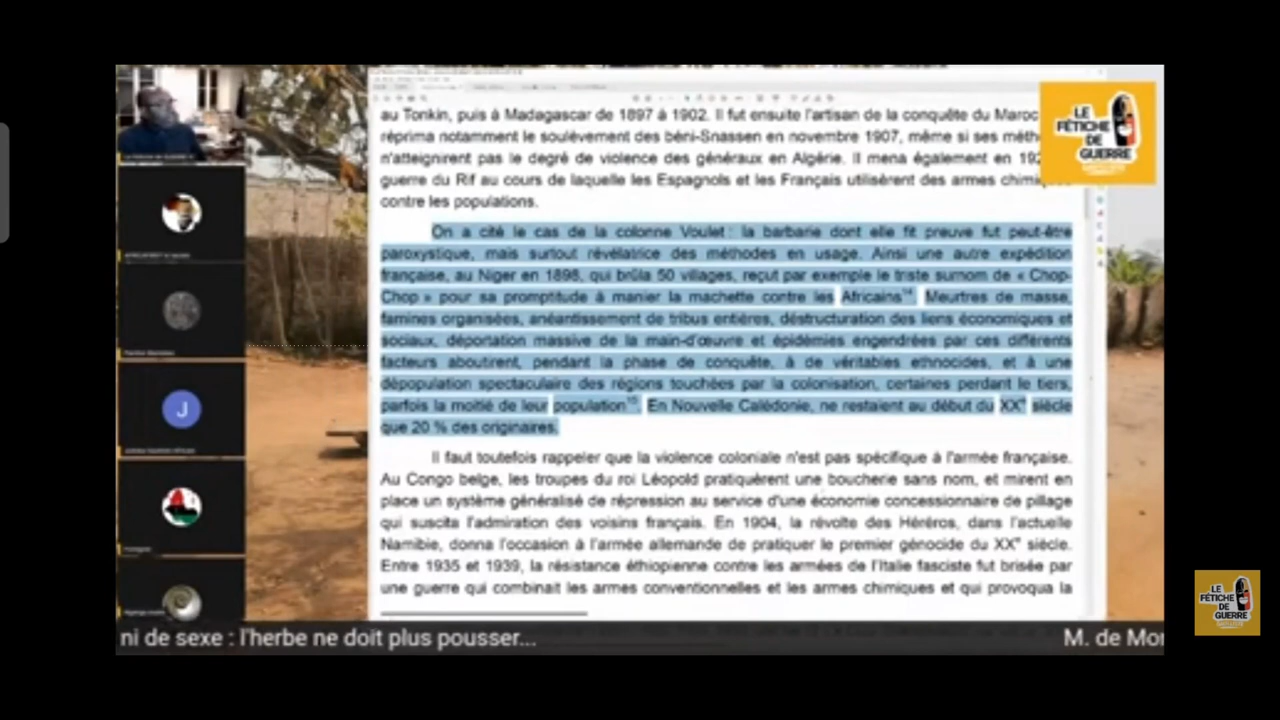 au Tonkin, puis à Madagascar de 1897 à 1902. Il fut ensuite l'artisan de la conquête du Maroc
réprima notamment le soulèvement des béni-Snassen en novembre 1907, même si ses
n'atteignirent pas le degré de violence des généraux en Algérie. Il mena également en
guerre du Rif au cours de laquelle les Espagnols et les Français utilisèrent des armes
contre les populations.
On a cité le cas de la colonne Voulet : la barbarie dont elle fit preuve fut peut-être
paroxystique, mais surtout révélatrice des méthodes en usage. Ainsi une autre expédition
française, au Niger en 1898, qui brûla 50 villages, reçut par exemple le triste surnom de « Chop-
Chop » pour sa promptitude à manier la machette contre les Africains¹⁴. Meurtres de masse,
famines organisées, anéantissement de tribus entières, déstructuration des liens économiques et
sociaux, déportation massive de la main-d'œuvre et épidémies engendrées par ces différents
facteurs aboutirent, pendant la phase de conquête, à de véritables ethnocides, et à une
dépopulation spectaculaire des régions touchées par la colonisation, certaines perdant le tiers,
parfois la moitié de leur population¹⁵. En Nouvelle Calédonie, ne restaient au début du XXᵉ siècle
que 20 % des originaires.
Il faut toutefois rappeler que la violence coloniale n'est pas spécifique à l'armée française.
Au Congo belge, les troupes du roi Léopold pratiquèrent une boucherie sans nom, et mirent en
place un système généralisé de répression au service d'une économie concessionnaire de pillage
qui suscita l'admiration des voisins français. En 1904, la révolte des Héréros, dans l'actuelle
Namibie, donna l'occasion à l'armée allemande de pratiquer le premier génocide du XXᵉ siècle.
Entre 1935 et 1939, la résistance éthiopienne contre les armées de l'Italie fasciste fut brisée par
une guerre qui combinait les armes conventionnelles et les armes chimiques et qui provoqua la
LE
FÉTICHE
DE
GUERRE
J
LE
FÉTICHE
DE
GUERRE
ni de sexe : l'herbe ne doit plus pousser...
M. de Mor